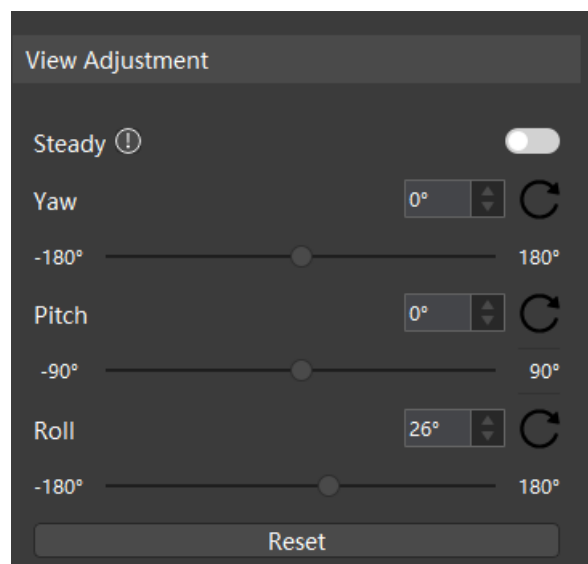 View Adjustment
Steady
Yaw 0°
-180° 180°
Pitch 0°
-90° 90°
Roll 26°
-180° 180°
Reset